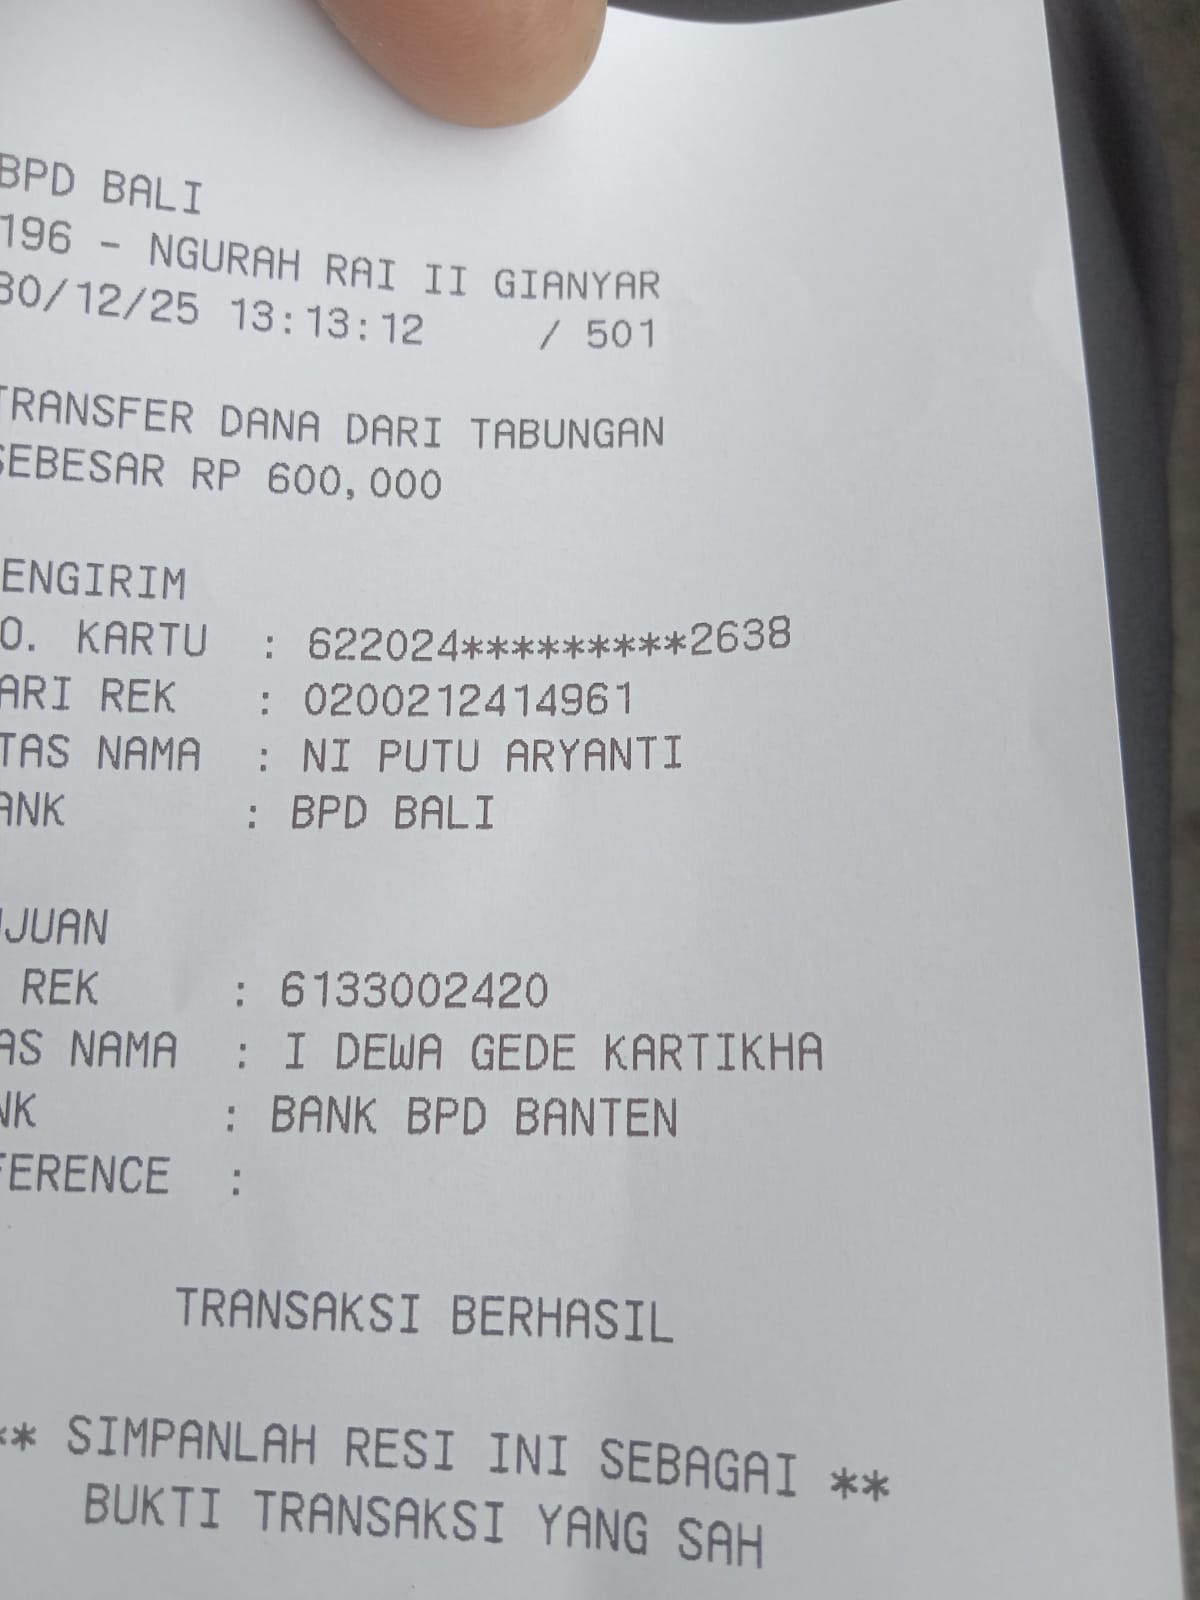 BPD BALI
196 - NGURAH RAI II GIANYAR
30/12/25 13:13:12 / 501
TRANSFER DANA DARI TABUNGAN
SEBESAR RP 600,000
ENGIRIM
O. KARTU : 622024*********2638
ARI REK : 0200212414961
TAS NAMA : NI PUTU ARYANTI
ANK : BPD BALI
UJUAN
REK : 6133002420
AS NAMA : I DEWA GEDE KARTIKHA
NK : BANK BPD BANTEN
FERENCE :
TRANSAKSI BERHASIL
** SIMPANLAH RESI INI SEBAGAI **
BUKTI TRANSAKSI YANG SAH